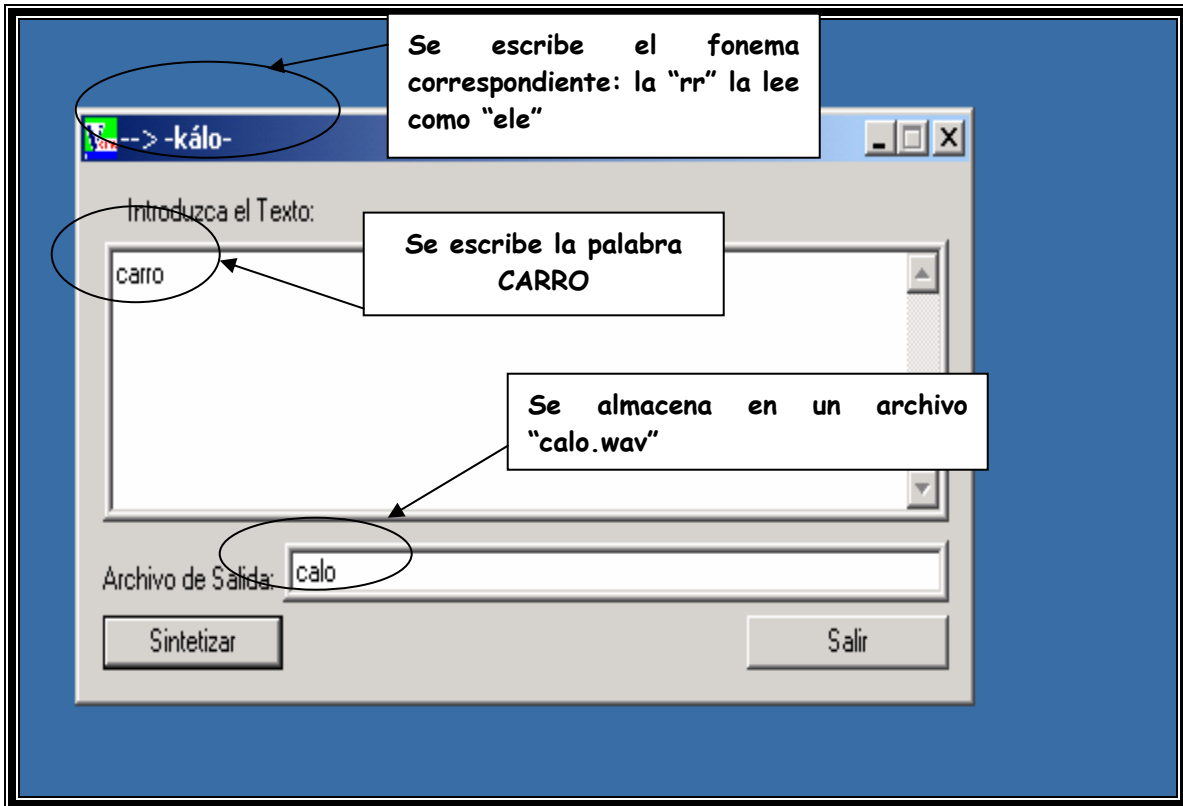 Se escribe el fonema
correspondiente: la “rr” la lee
como “ele”
--> -kálo-
Introduzca el Texto:
Se escribe la palabra
CARRO
carro
Se almacena en un archivo
“calo.wav”
Archivo de Salida: calo
Sintetizar Salir